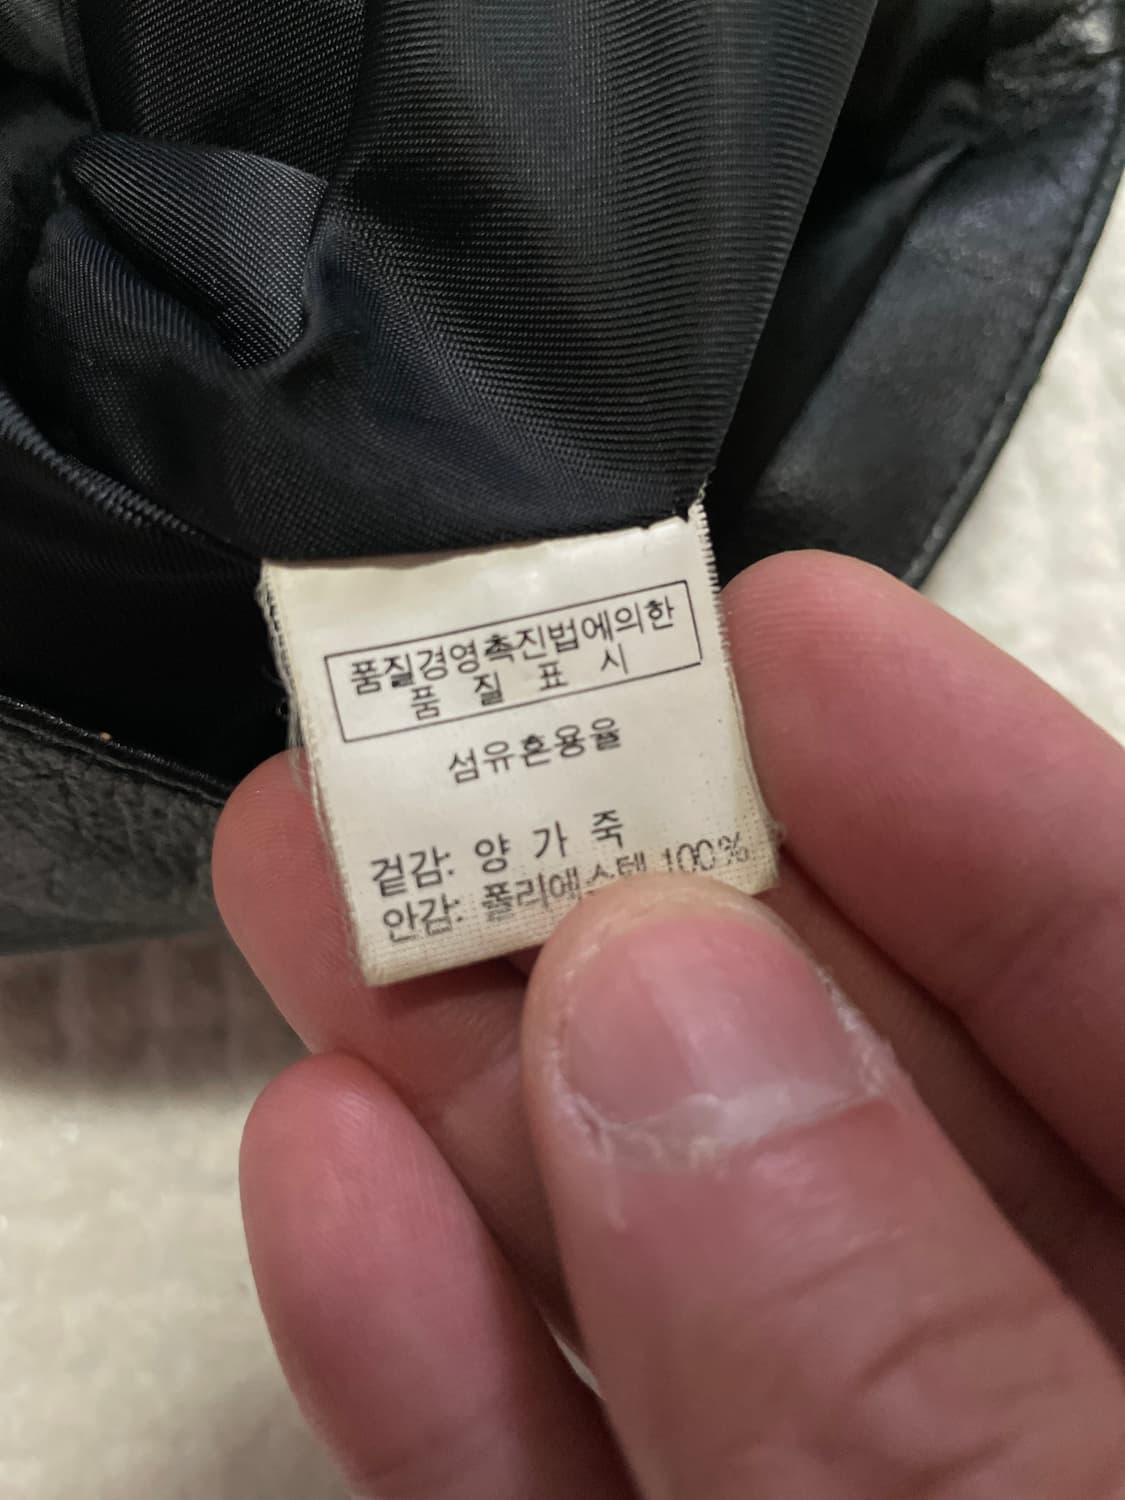 품질경영촉진법에의한
품 질 표 시
섬유혼용율
겉감: 양 가 죽
안감: 폴리에스텔 100%